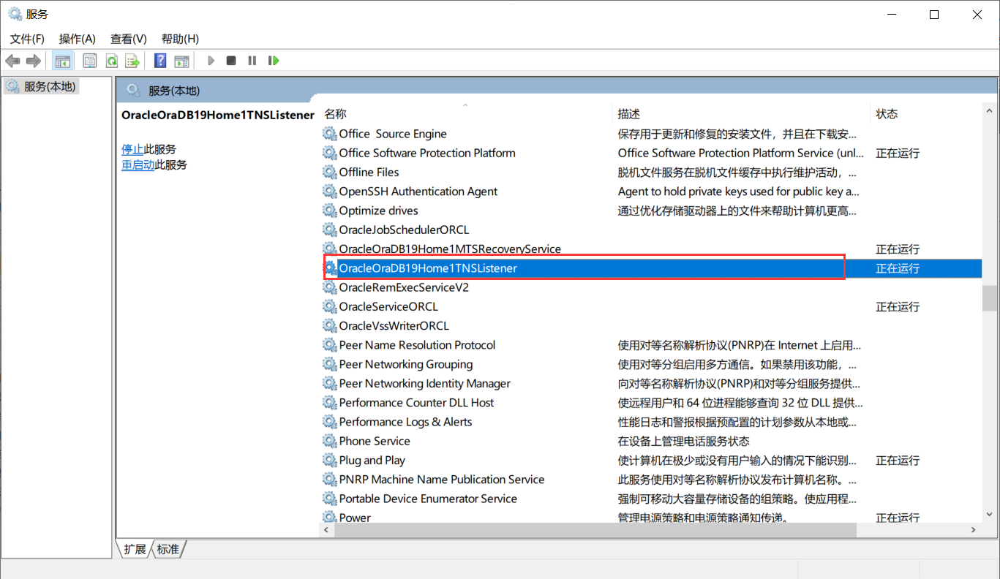 服务
文件(F) 操作(A) 查看(V) 帮助(H)
服务(本地)
服务(本地)
OracleOraDB19Home1TNSListener
停止此服务
重启动此服务
名称 描述 状态
Office  Source Engine 保存用于更新和修复的安装文件，并且在下载安...
Office Software Protection Platform Office Software Protection Platform Service (unl... 正在运行
Offline Files 脱机文件服务在脱机文件缓存中执行维护活动，...
OpenSSH Authentication Agent Agent to hold private keys used for public key a...
Optimize drives 通过优化存储驱动器上的文件来帮助计算机更高...
OracleJobSchedulerORCL
OracleOraDB19Home1MTSRecoveryService 正在运行
OracleOraDB19Home1TNSListener 正在运行
OracleRemExecServiceV2
OracleServiceORCL 正在运行
OracleVssWriterORCL
Peer Name Resolution Protocol 使用对等名称解析协议(PNRP)在 Internet 上启用...
Peer Networking Grouping 使用对等分组启用多方通信。如果禁用该功能，...
Peer Networking Identity Manager 向对等名称解析协议(PNRP)和对等分组服务提供...
Performance Counter DLL Host 使远程用户和 64 位进程能够查询 32 位 DLL 提供...
Performance Logs & Alerts 性能日志和警报根据预配置的计划参数从本地或...
Phone Service 在设备上管理电话服务状态
Plug and Play 使计算机在极少或没有用户输入的情况下能识别... 正在运行
PNRP Machine Name Publication Service 此服务使用对等名称解析协议发布计算机名称。...
Portable Device Enumerator Service 强制可移动大容量存储设备的组策略。使应用程...
Power 管理电源策略和电源策略通知传递。 正在运行
扩展 标准